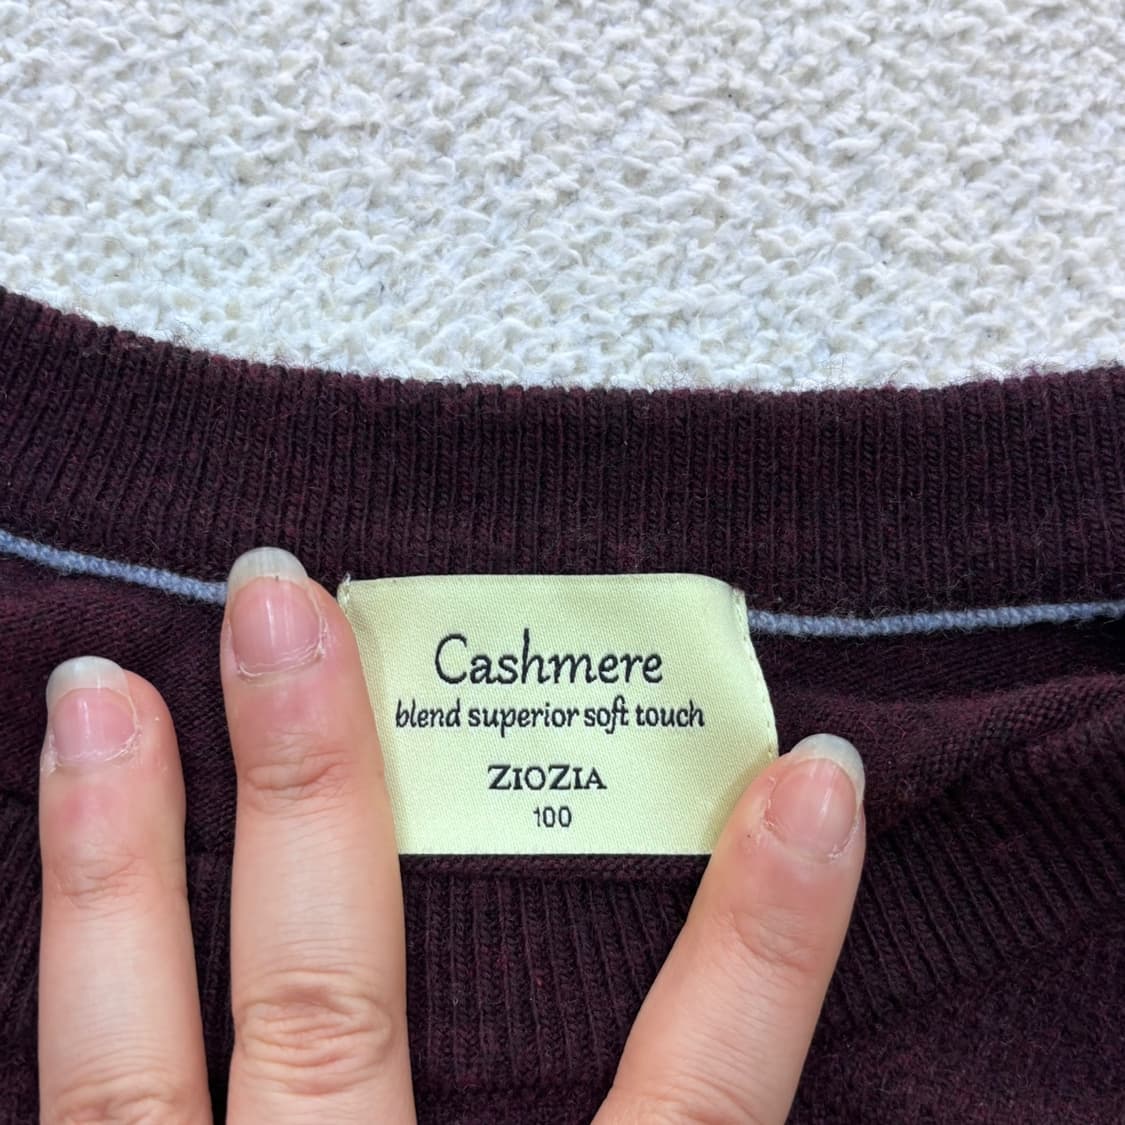 Cashmere
blend superior soft touch
ZIOZIA
100